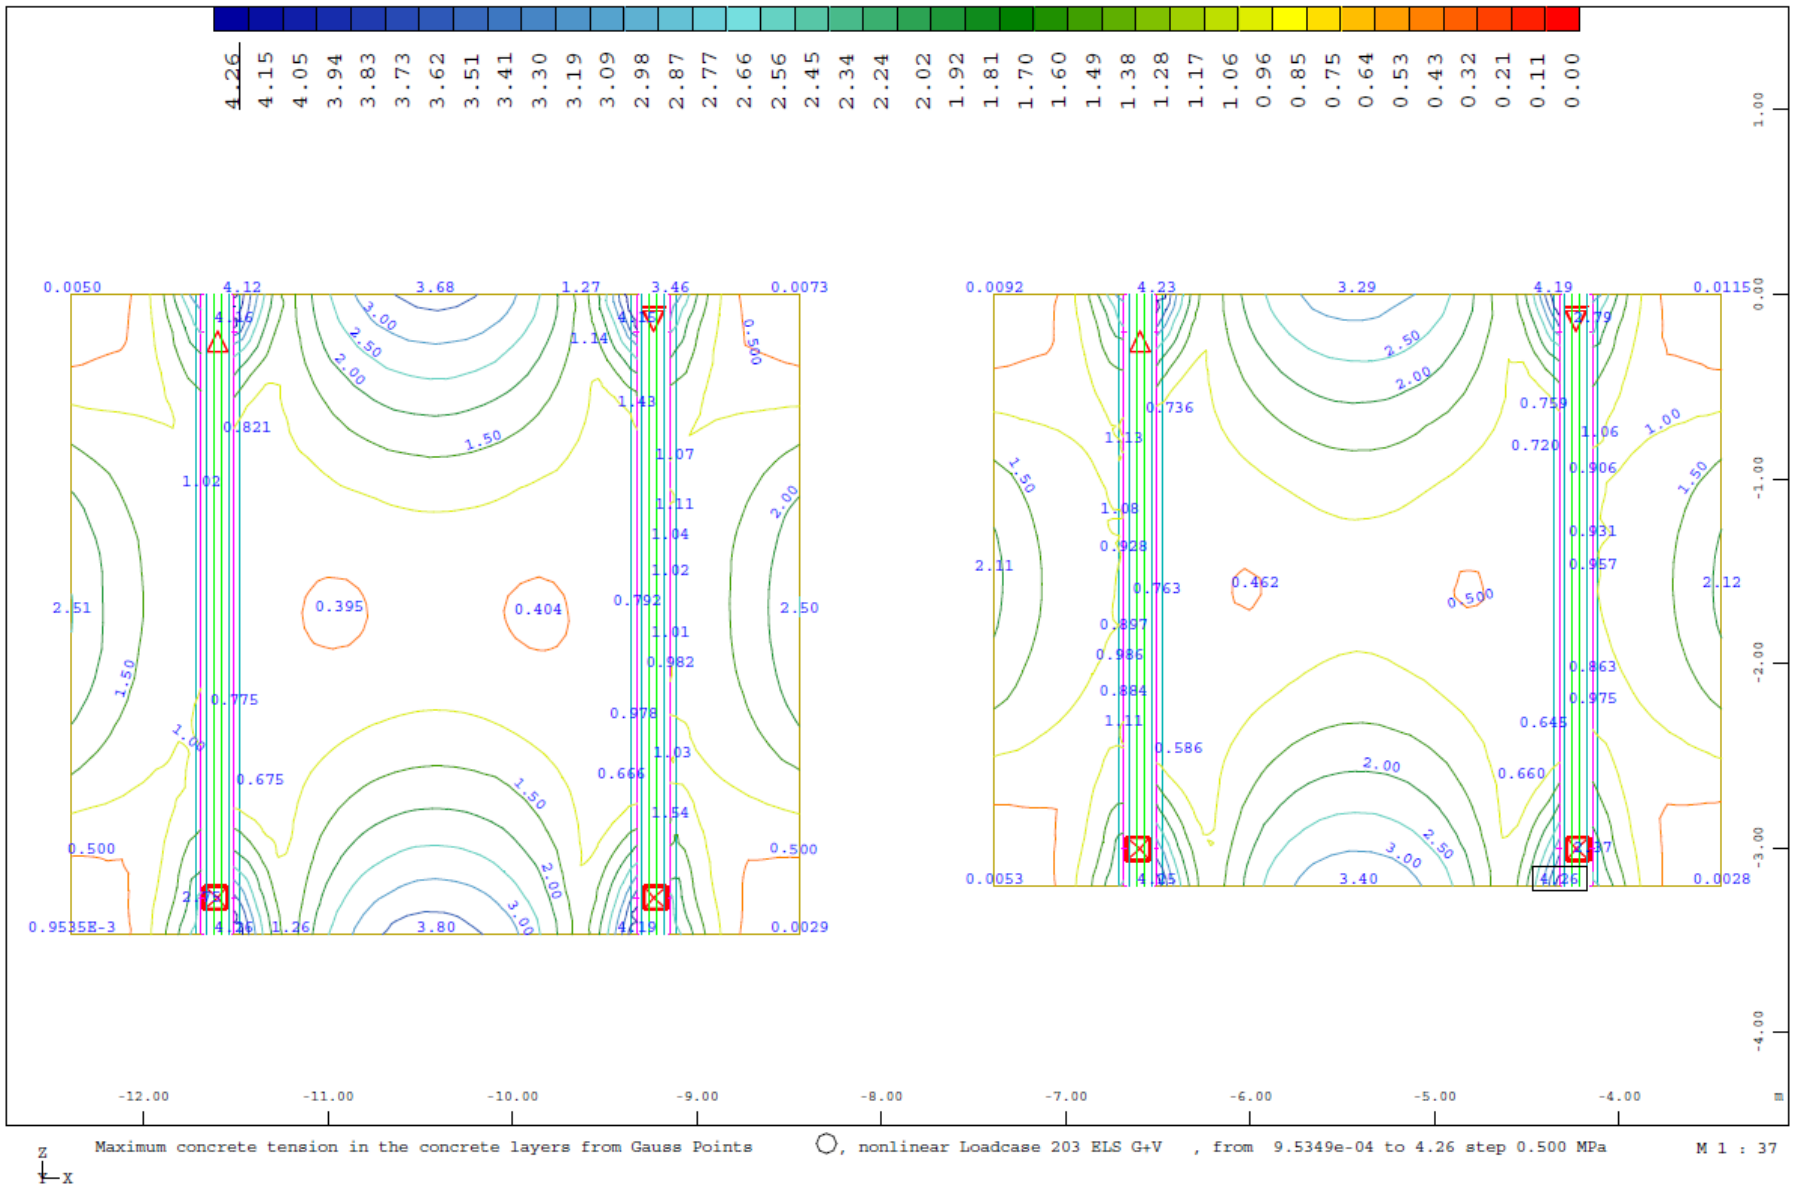 4.26 4.15 4.05 3.94 3.83 3.73 3.62 3.51 3.41 3.30 3.19 3.09 2.98 2.87 2.77 2.66 2.56 2.45 2.34 2.24 2.02 1.92 1.81 1.70 1.60 1.49 1.38 1.28 1.17 1.06 0.96 0.85 0.75 0.64 0.53 0.43 0.32 0.21 0.11 0.00
1.00
0.0050 4.12 3.68 1.27 3.46 0.0073 0.0092 4.23 3.29 4.19 0.0115 0.00
4.16 3.00 2.79
2.50 1.14 0.500 2.50
2.00 2.00
1.43 0.736 0.759
0.821 1.50 1.13 0.720 1.06 1.00
1.07 0.906
1.02 1.50 1.50 -1.00
2.00 1.11 1.08
1.04 0.928 0.931
1.02 2.11 0.763 0.462 0.957 2.12
2.51 0.395 0.404 0.792 2.50 0.500
1.01 0.897
0.982 0.986 0.863 -2.00
1.50 0.775 0.884 0.975
0.978 1.11 0.645
1.00 1.03 0.586
0.675 0.666 2.00 0.660
1.50 1.54
0.500 0.500 2.50 3.00 2.37 -3.00
2.00 0.0053 3.40 4.26 0.0028
3.00
0.9535E-3 4.26 1.26 3.80 4.19 0.0029
-4.00
-12.00 -11.00 -10.00 -9.00 -8.00 -7.00 -6.00 -5.00 -4.00 m
Maximum concrete tension in the concrete layers from Gauss Points , nonlinear Loadcase 203 ELS G+V , from 9.5349e-04 to 4.26 step 0.500 MPa M 1 : 37
Z
Y X